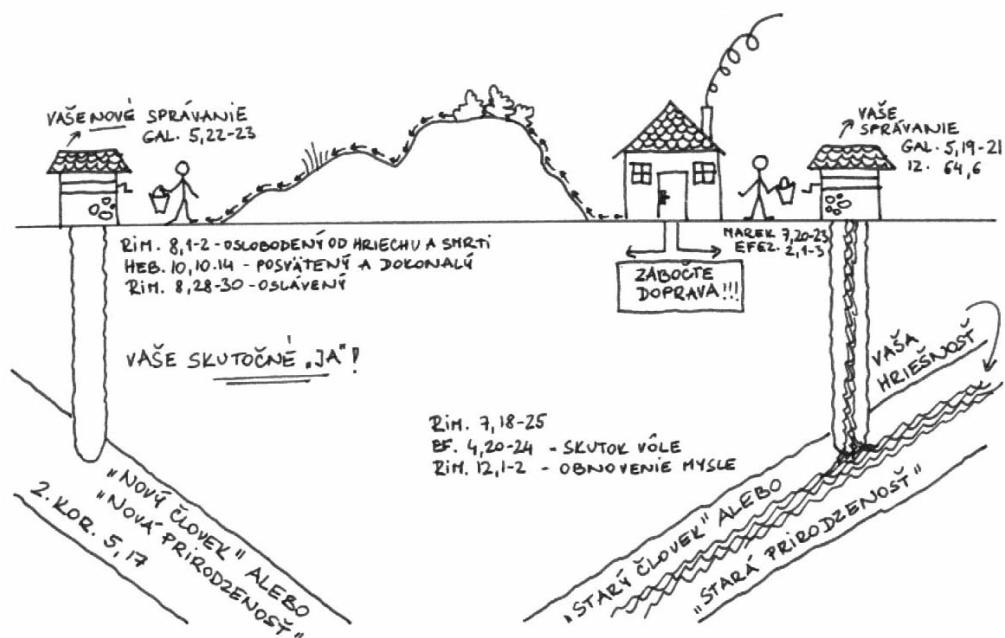 VAŠE NOVÉ SPRÁVANIE
GAL. 5,22-23
VAŠE
SPRÁVANIE
GAL. 5,19-21
IZ. 64,6
RIM. 8,1-2 - OSLOBODENÝ OD HRIECHU A SMRTI
HEB. 10,10.14 - POSVÄTENÝ A DOKONALÝ
RIM. 8,28-30 - OSLÁVENÝ
ZABOČTE
DOPRAVA!!!
MAREK 7,20-23
EFEZ. 2,1-3
VAŠE SKUTOČNÉ „JA"!
VAŠA
HRIEŠNOSŤ
RIM. 7,18-25
EF. 4,20-24 - SKUTOK VÔLE
RIM. 12,1-2 - OBNOVENIE MYSLE
„NOVÝ ČLOVEK" ALEBO
„NOVÁ PRIRODZENOSŤ"
2. KOR. 5,17
„STARÝ ČLOVEK" ALEBO
„STARÁ PRIRODZENOSŤ"